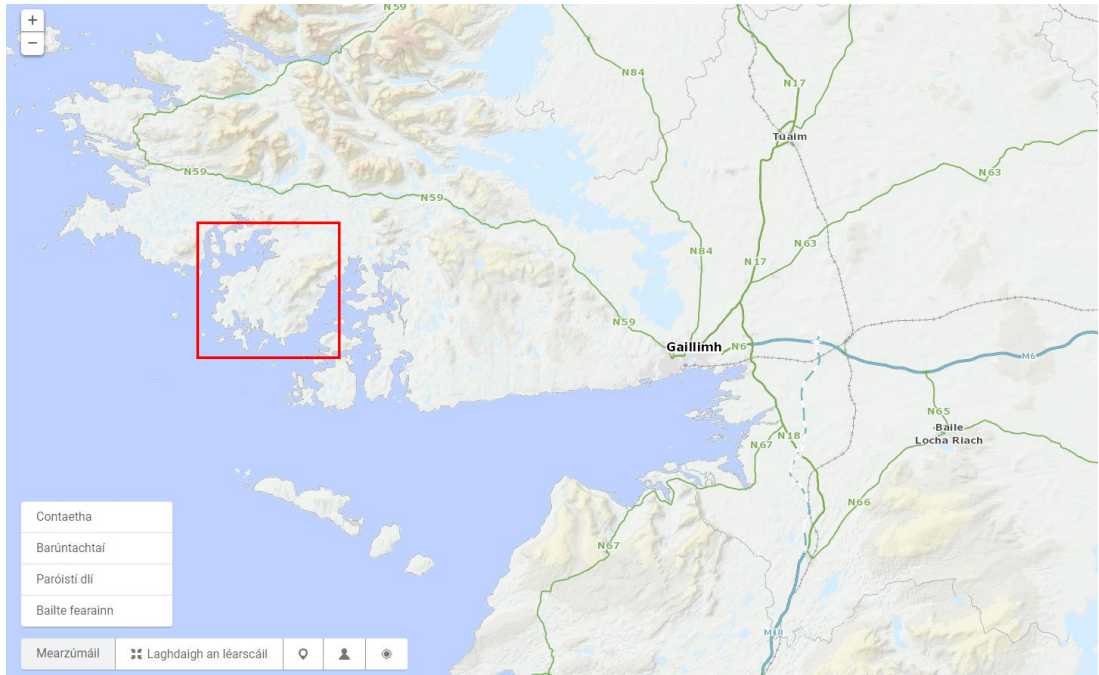 +
−
N59
N84
N17
Tuaim
N63
N59
N59
N63
N84
N17
N59
Gaillimh
N6
M6
N65
Baile
Locha Riach
N18
N67
N66
N67
M18
Contaetha
Barúntachtaí
Paróistí dlí
Bailte fearainn
Mearzúmáil
Laghdaigh an léarscáil